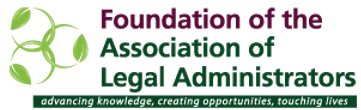 Foundation of the
Association of
Legal Administrators
advancing knowledge, creating opportunities, touching lives